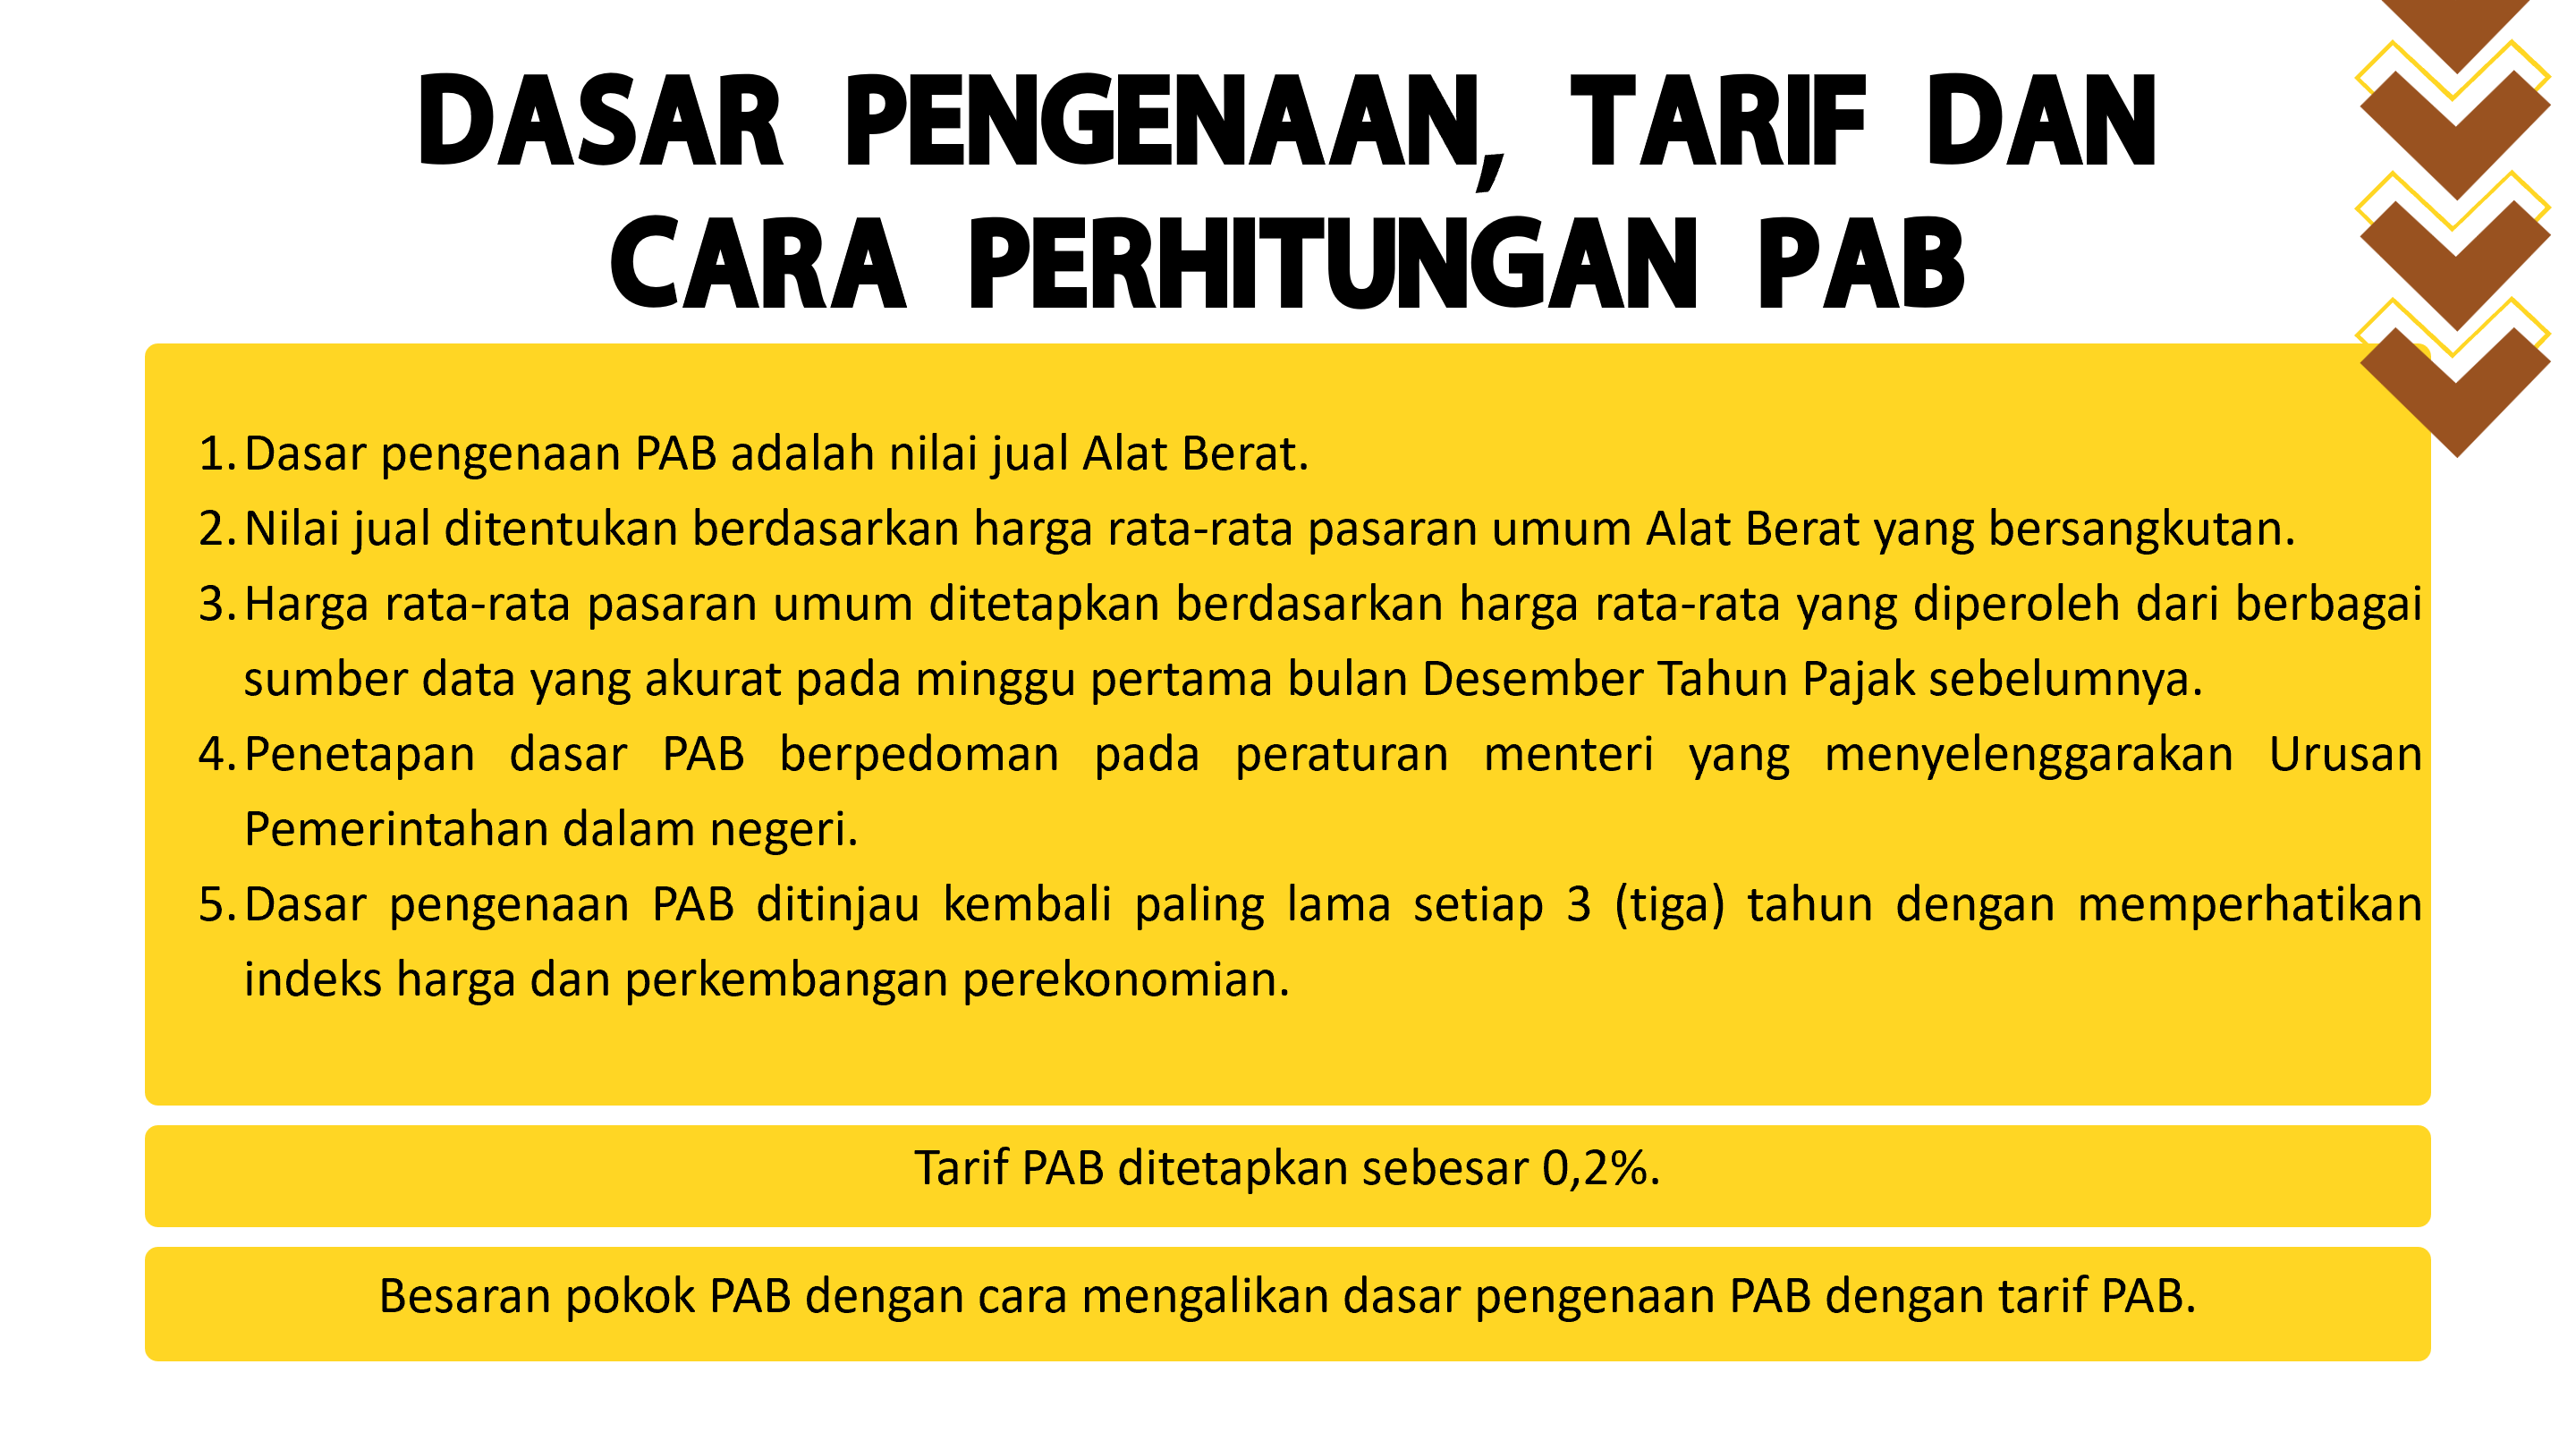 DASAR PENGENAAN, TARIF DAN
CARA PERHITUNGAN PAB
1. Dasar pengenaan PAB adalah nilai jual Alat Berat.
2. Nilai jual ditentukan berdasarkan harga rata-rata pasaran umum Alat Berat yang bersangkutan.
3. Harga rata-rata pasaran umum ditetapkan berdasarkan harga rata-rata yang diperoleh dari berbagai
sumber data yang akurat pada minggu pertama bulan Desember Tahun Pajak sebelumnya.
4. Penetapan dasar PAB berpedoman pada peraturan menteri yang menyelenggarakan Urusan
Pemerintahan dalam negeri.
5. Dasar pengenaan PAB ditinjau kembali paling lama setiap 3 (tiga) tahun dengan memperhatikan
indeks harga dan perkembangan perekonomian.
Tarif PAB ditetapkan sebesar 0,2%.
Besaran pokok PAB dengan cara mengalikan dasar pengenaan PAB dengan tarif PAB.